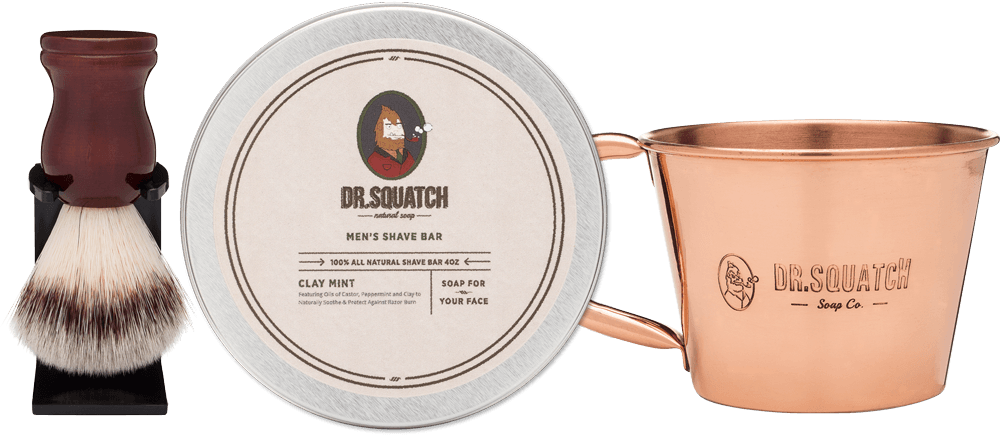 DR.SQUATCH
natural soap
MEN'S SHAVE BAR
100% ALL NATURAL SHAVE BAR 4OZ
CLAY MINT
Featuring Oils of Castor, Peppermint and Clay to
Naturally Soothe & Protect Against Razor Burn
SOAP FOR
YOUR FACE
DR.SQUATCH
Soap Co.